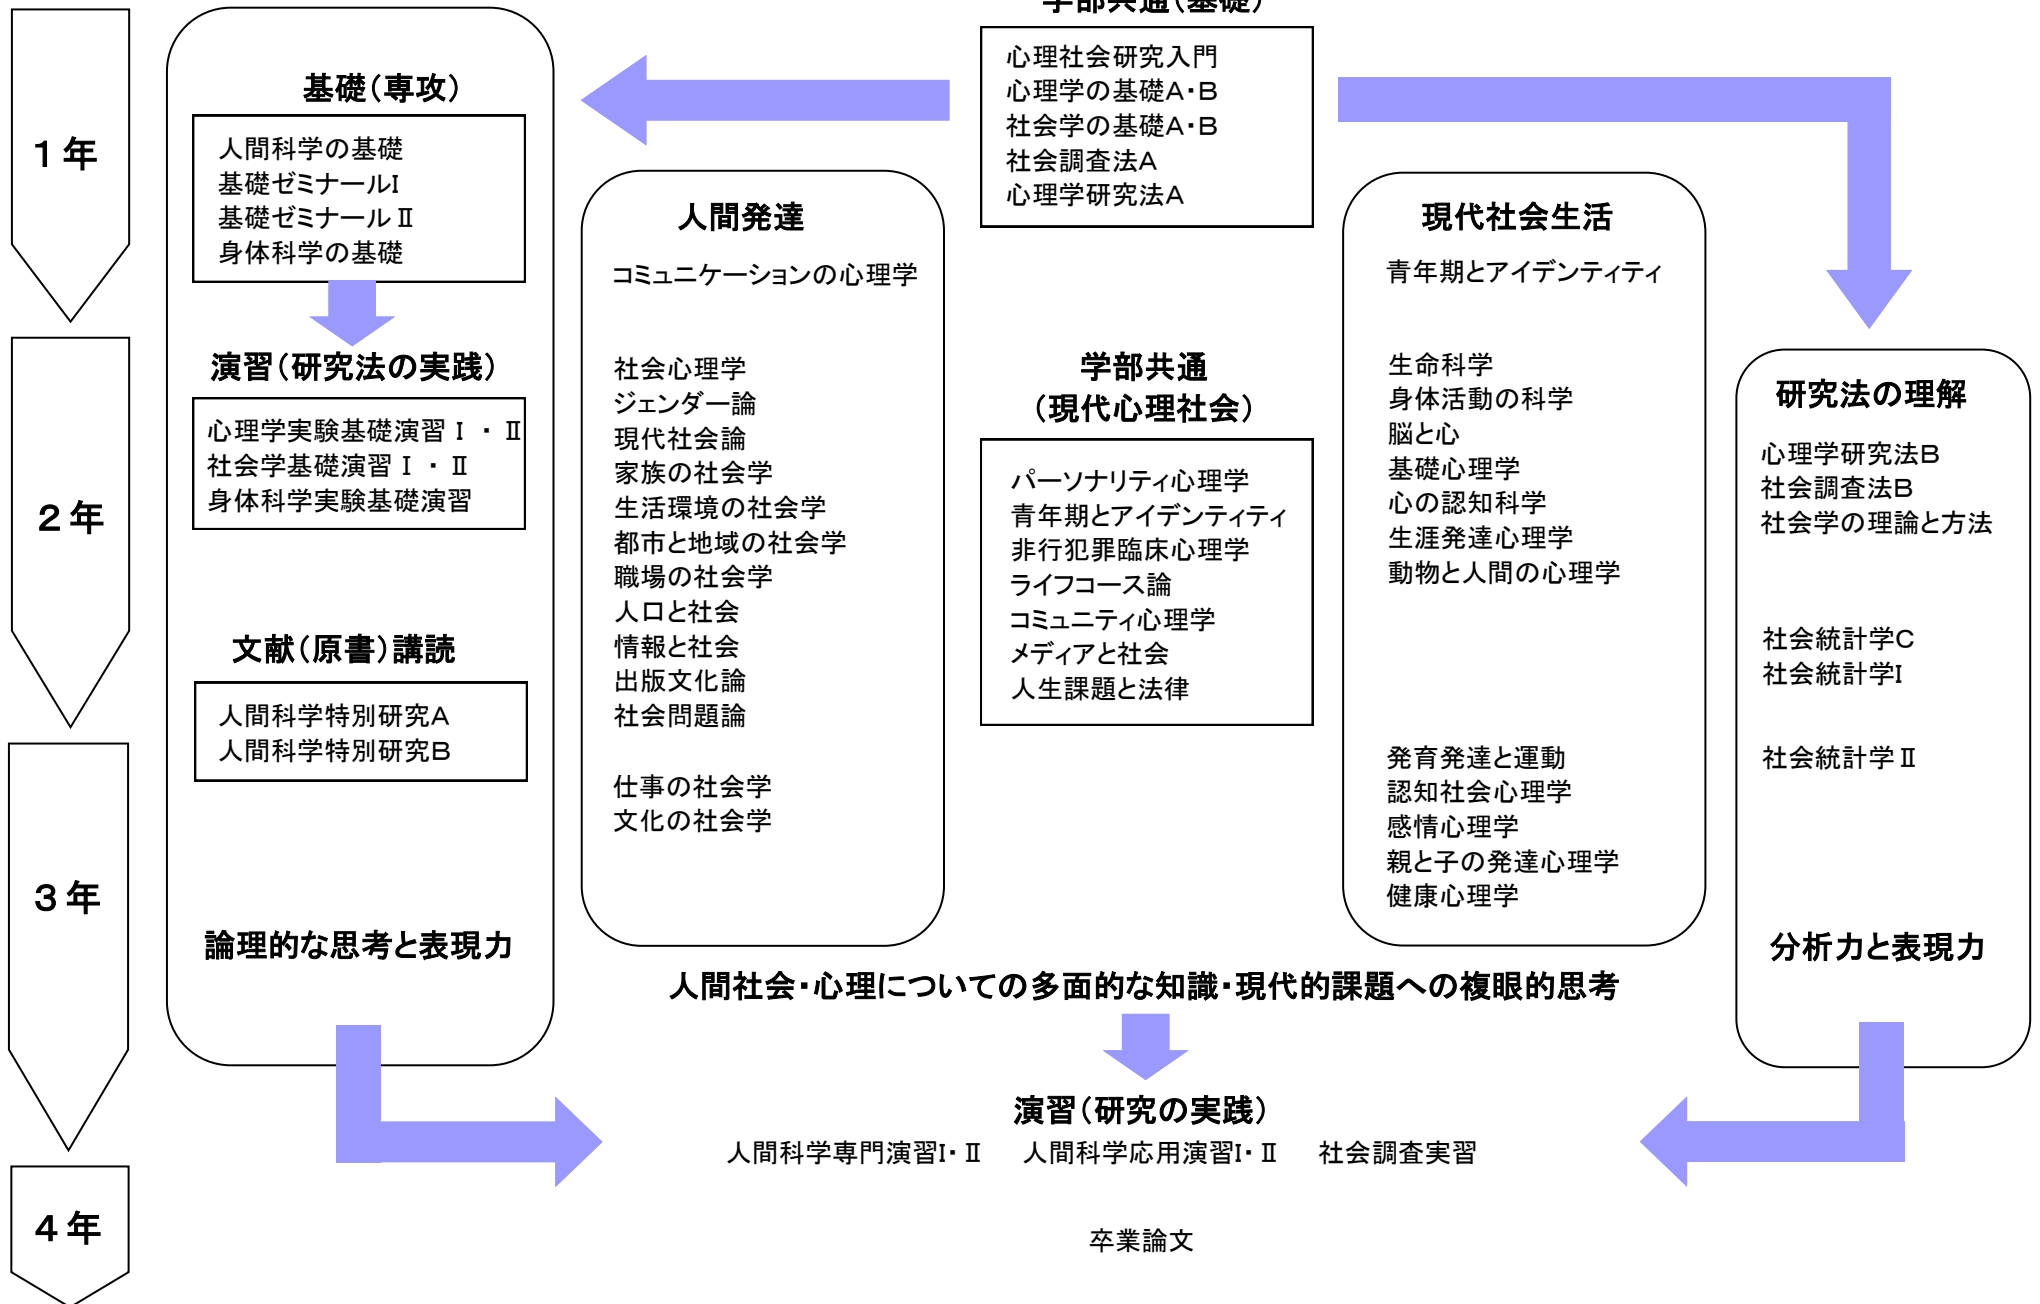 学部共通(基礎)
心理社会研究入門
心理学の基礎A・B
社会学の基礎A・B
社会調査法A
心理学研究法A
1年
基礎(専攻)
人間科学の基礎
基礎ゼミナールI
基礎ゼミナールⅡ
身体科学の基礎
演習(研究法の実践)
心理学実験基礎演習Ⅰ・Ⅱ
社会学基礎演習Ⅰ・Ⅱ
身体科学実験基礎演習
2年
文献(原書)講読
人間科学特別研究A
人間科学特別研究B
3年
論理的な思考と表現力
人間発達
コミュニケーションの心理学
社会心理学
ジェンダー論
現代社会論
家族の社会学
生活環境の社会学
都市と地域の社会学
職場の社会学
人口と社会
情報と社会
出版文化論
社会問題論
仕事の社会学
文化の社会学
学部共通
(現代心理社会)
パーソナリティ心理学
青年期とアイデンティティ
非行犯罪臨床心理学
ライフコース論
コミュニティ心理学
メディアと社会
人生課題と法律
現代社会生活
青年期とアイデンティティ
生命科学
身体活動の科学
脳と心
基礎心理学
心の認知科学
生涯発達心理学
動物と人間の心理学
発育発達と運動
認知社会心理学
感情心理学
親と子の発達心理学
健康心理学
研究法の理解
心理学研究法B
社会調査法B
社会学の理論と方法
社会統計学C
社会統計学I
社会統計学Ⅱ
分析力と表現力
人間社会・心理についての多面的な知識・現代的課題への複眼的思考
演習(研究の実践)
人間科学専門演習I・Ⅱ 人間科学応用演習I・Ⅱ 社会調査実習
4年
卒業論文